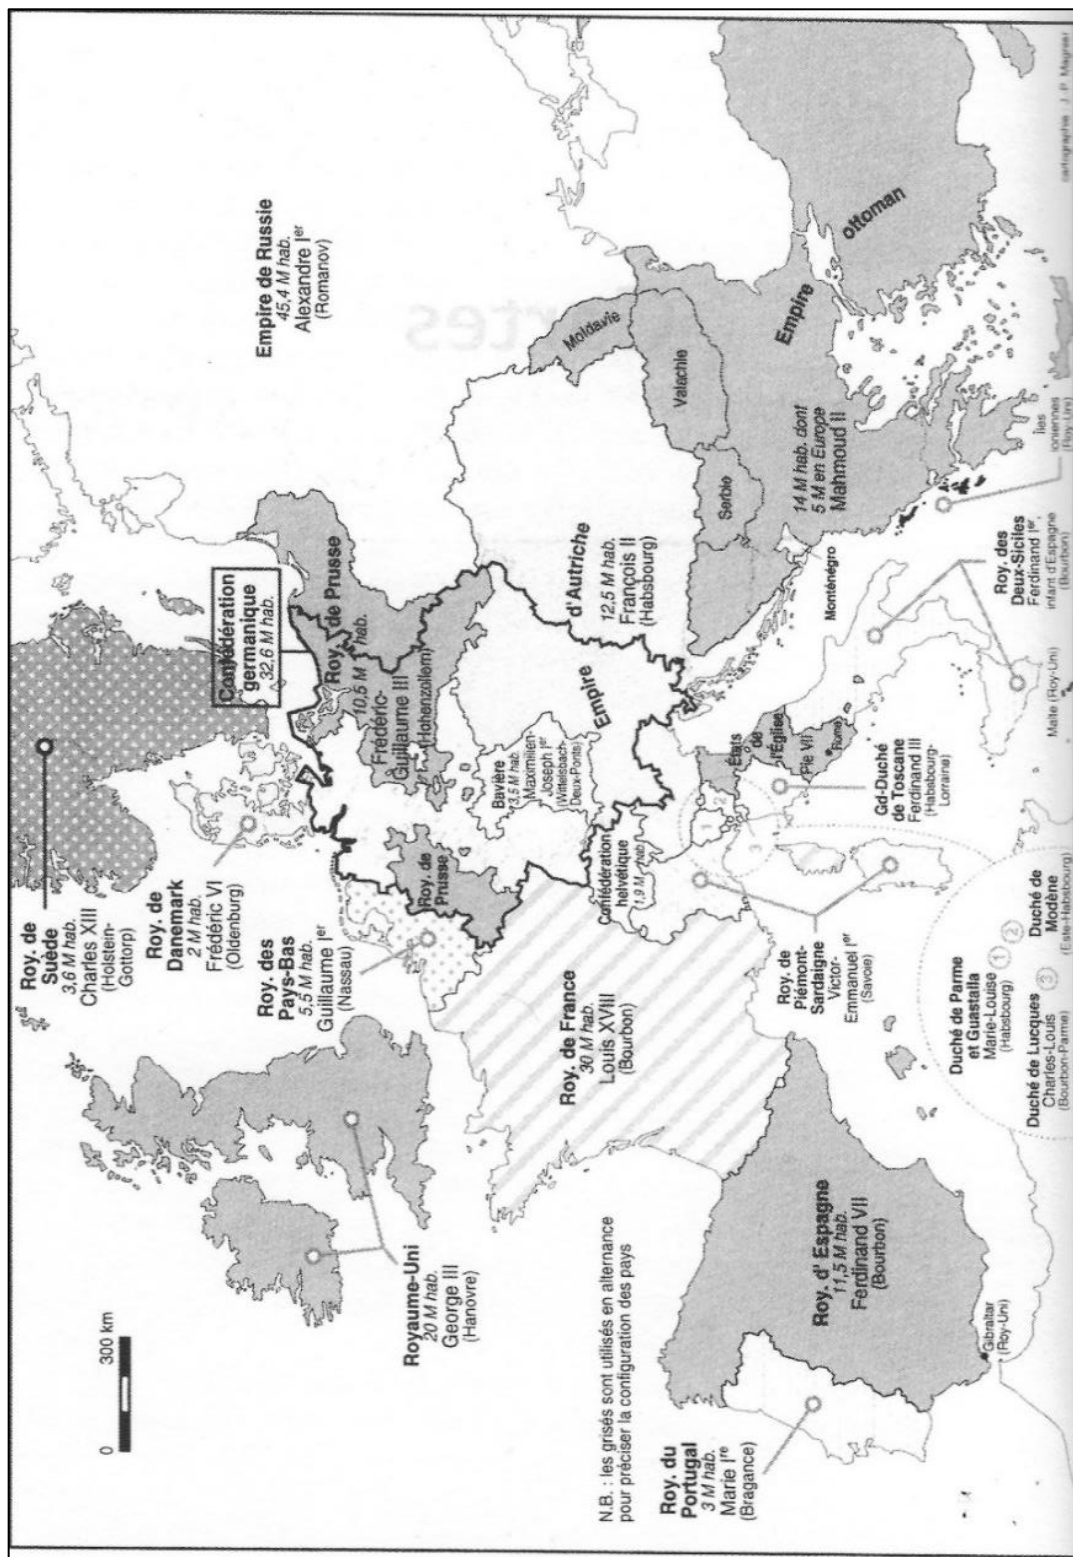 Roy. de
Suède
3,6 M hab.
Charles XIII
(Holstein-
Gottorp)
Roy. de
Danemark
2 M hab.
Frédéric VI
(Oldenburg)
Roy. des
Pays-Bas
5,5 M hab.
Guillaume Ier
(Nassau)
Royaume-Uni
20 M hab.
George III
(Hanovre)
0 300 km
Confédération
germanique
32,6 M hab.
Empire de Russie
45,4 M hab.
Alexandre Ier
(Romanov)
Roy. de Prusse
10,5 M hab.
Frédéric-
Guillaume III
(Hohenzollern)
Roy. de
Prusse
Bavière
3,5 M hab.
Maximilien-
Joseph Ier
(Wittelsbach-
Deux-Ponts)
Empire
d'Autriche
12,5 M hab.
François II
(Habsbourg)
Moldavie
Valachie
Serbie
Monténégro
Empire
ottoman
14 M hab. dont
5 M en Europe
Mahmoud II
Confédération
helvétique
1,9 M hab.
Roy. de France
30 M hab.
Louis XVIII
(Bourbon)
Roy. de
Piémont-
Sardaigne
Victor-
Emmanuel Ier
(Savoie)
États
de
l'Église
Pie VII
Rome
Gd-Duché
de Toscane
Ferdinand III
(Habsbourg-
Lorraine)
Roy. des
Deux-Siciles
Ferdinand Ier,
infant d'Espagne
(Bourbon)
Îles
Ioniennes
(Roy-Uni)
Malte (Roy-Uni)
1
2
3
Duché de Parme
et Guastalla
Marie-Louise 1
(Habsbourg)
Duché de
Modène 2
(Este-Habsbourg)
Duché de Lucques 3
Charles-Louis
(Bourbon-Parme)
Roy. d'Espagne
11,5 M hab.
Ferdinand VII
(Bourbon)
Gibraltar
(Roy-Uni)
Roy. du
Portugal
3 M hab.
Marie Ire
(Bragance)
N.B. : les grisés sont utilisés en alternance
pour préciser la configuration des pays
cartographie : J.-P. Magnier